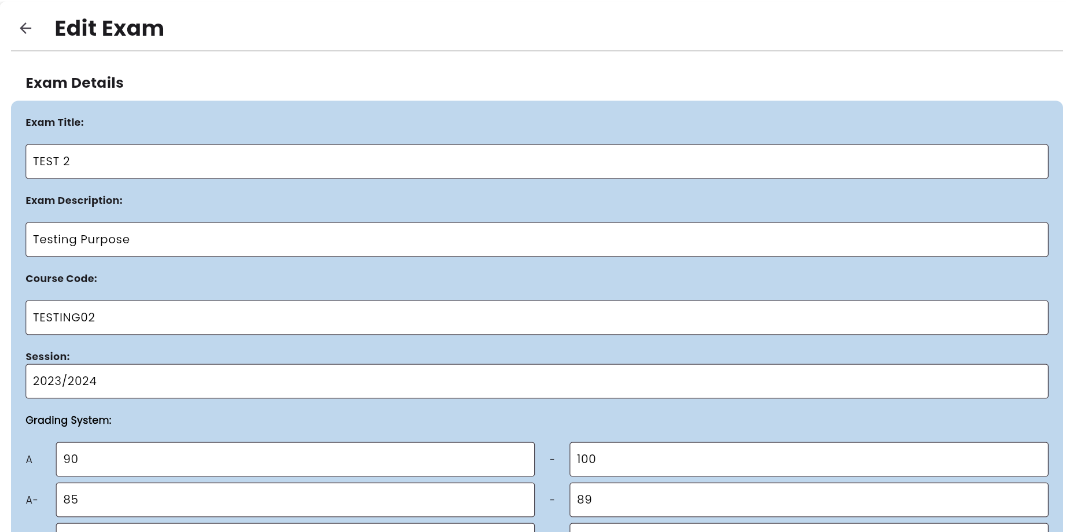 Edit Exam
Exam Details
Exam Title:
TEST 2
Exam Description:
Testing Purpose
Course Code:
TESTING02
Session:
2023/2024
Grading System:
A 90 - 100
A- 85 - 89